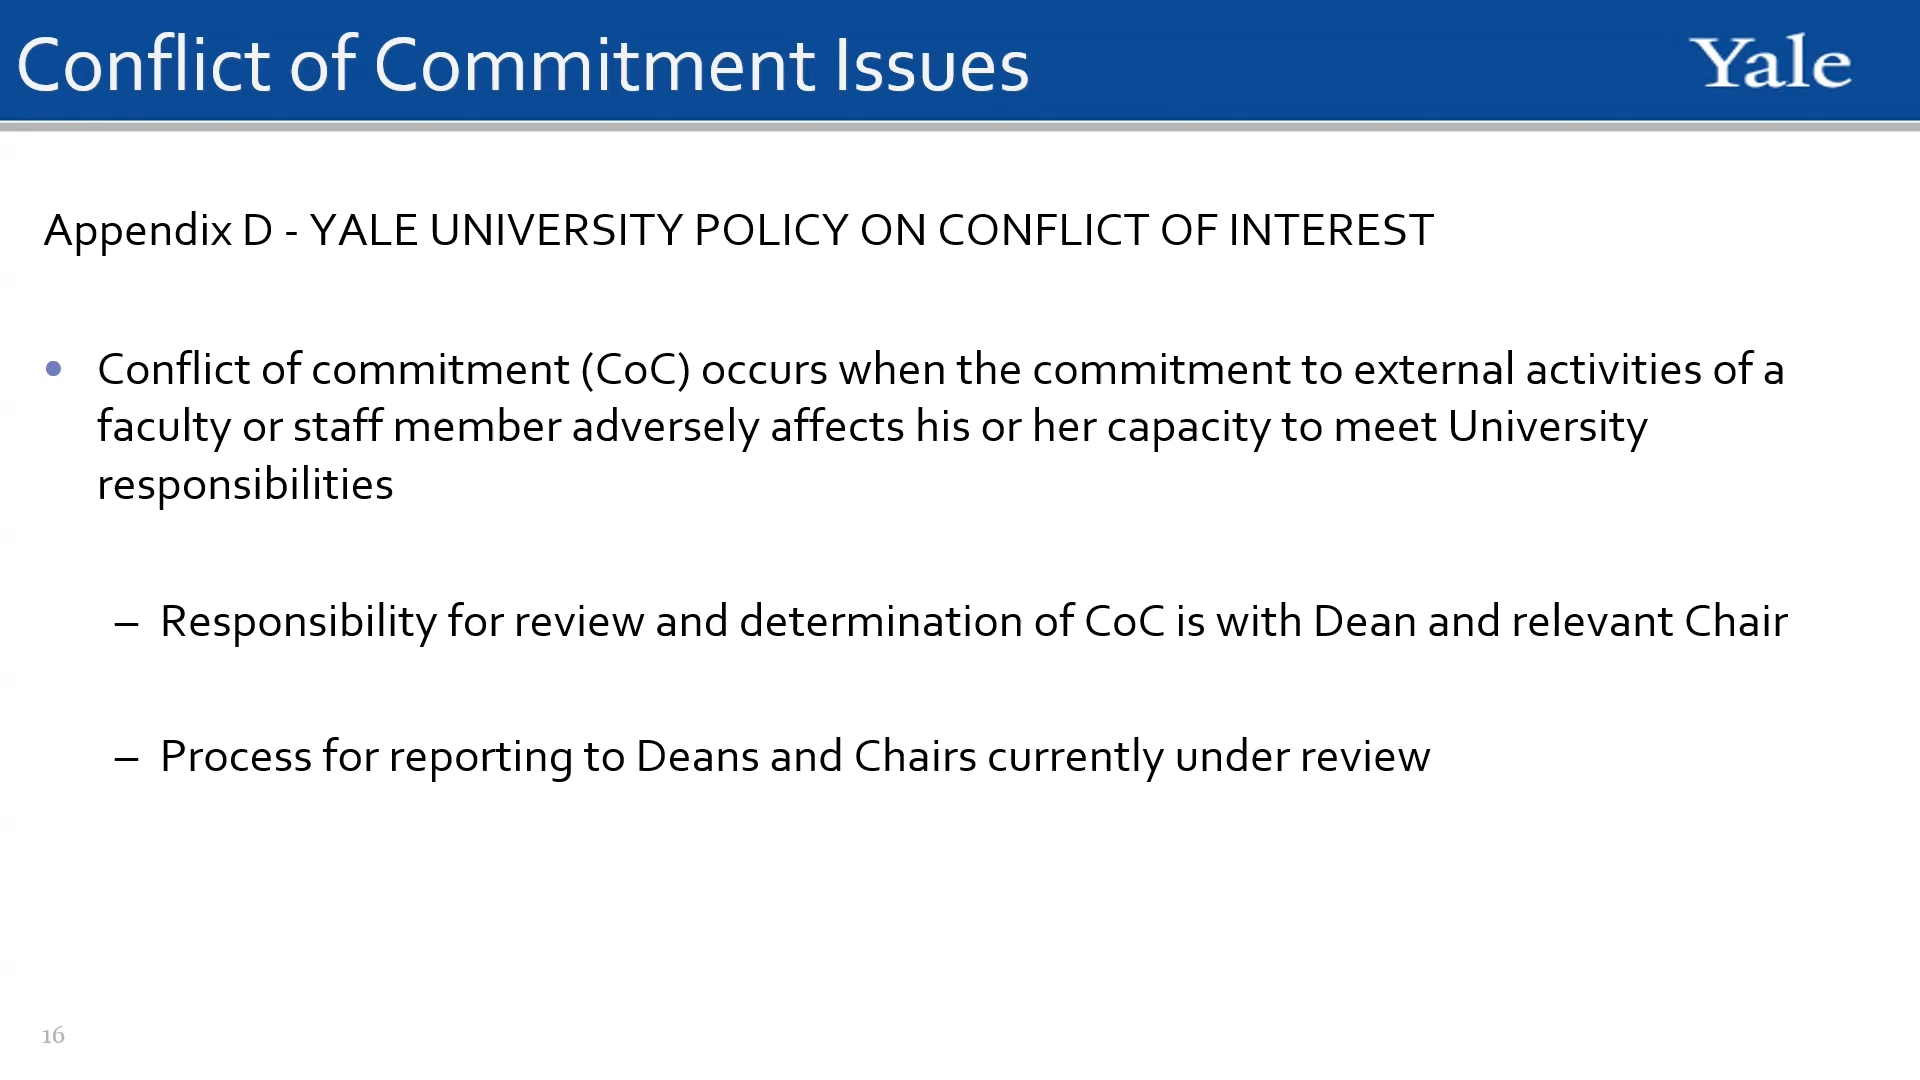 Conflict of Commitment Issues
Yale
Appendix D - YALE UNIVERSITY POLICY ON CONFLICT OF INTEREST
• Conflict of commitment (CoC) occurs when the commitment to external activities of a
faculty or staff member adversely affects his or her capacity to meet University
responsibilities
– Responsibility for review and determination of CoC is with Dean and relevant Chair
– Process for reporting to Deans and Chairs currently under review
16